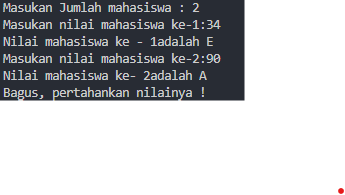 Masukan Jumlah mahasiswa : 2
Masukan nilai mahasiswa ke-1:34
Nilai mahasiswa ke - 1adalah E
Masukan nilai mahasiswa ke-2:90
Nilai mahasiswa ke- 2adalah A
Bagus, pertahankan nilainya !